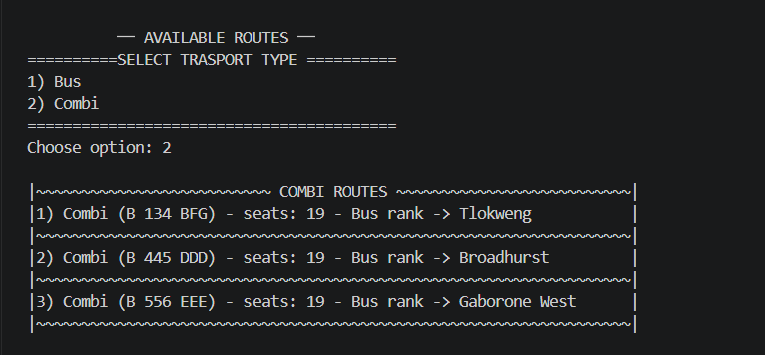 ── AVAILABLE ROUTES ──
==========SELECT TRASPORT TYPE ==========
1) Bus
2) Combi
=========================================
Choose option: 2
|~~~~~~~~~~~~~~~~~~~~~~~~~~ COMBI ROUTES ~~~~~~~~~~~~~~~~~~~~~~~~~~|
|1) Combi (B 134 BFG) - seats: 19 - Bus rank -> Tlokweng           |
|~~~~~~~~~~~~~~~~~~~~~~~~~~~~~~~~~~~~~~~~~~~~~~~~~~~~~~~~~~~~~~~~~~|
|2) Combi (B 445 DDD) - seats: 19 - Bus rank -> Broadhurst         |
|~~~~~~~~~~~~~~~~~~~~~~~~~~~~~~~~~~~~~~~~~~~~~~~~~~~~~~~~~~~~~~~~~~|
|3) Combi (B 556 EEE) - seats: 19 - Bus rank -> Gaborone West      |
|~~~~~~~~~~~~~~~~~~~~~~~~~~~~~~~~~~~~~~~~~~~~~~~~~~~~~~~~~~~~~~~~~~|